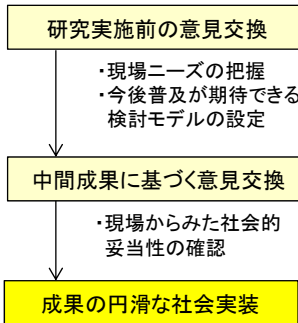 研究実施前の意見交換
・現場ニーズの把握
・今後普及が期待できる
検討モデルの設定
中間成果に基づく意見交換
・現場からみた社会的
妥当性の確認
成果の円滑な社会実装